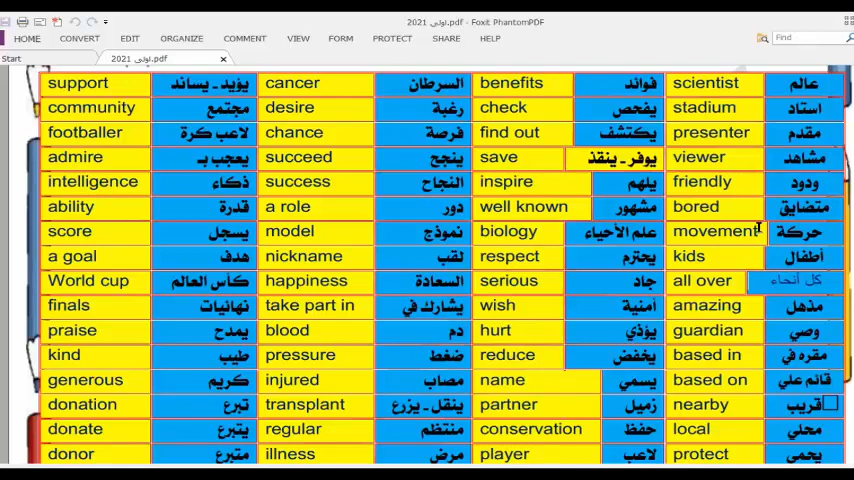 2021 اولى.pdf - Foxit PhantomPDF
HOME CONVERT EDIT ORGANIZE COMMENT VIEW FORM PROTECT SHARE HELP Find
Start 2021 اولى.pdf
support يؤيد ـ يساند cancer السرطان benefits فوائد scientist عالم
community مجتمع desire رغبة check يفحص stadium استاد
footballer لاعب كرة chance فرصة find out يكتشف presenter مقدم
admire يعجب بـ succeed ينجح save يوفر ـ ينقذ viewer مشاهد
intelligence ذكاء success النجاح inspire يلهم friendly ودود
ability قدرة a role دور well known مشهور bored متضايق
score يسجل model نموذج biology علم الأحياء movement حركة
a goal هدف nickname لقب respect يحترم kids أطفال
World cup كأس العالم happiness السعادة serious جاد all over كل أنحاء
finals نهائيات take part in يشارك في wish أمنية amazing مذهل
praise يمدح blood دم hurt يؤذي guardian وصي
kind طيب pressure ضغط reduce يخفض based in مقره في
generous كريم injured مصاب name يسمي based on قائم علي
donation تبرع transplant ينقل ـ يزرع partner زميل nearby قريب
donate يتبرع regular منتظم conservation حفظ local محلي
donor متبرع illness مرض player لاعب protect يحمي